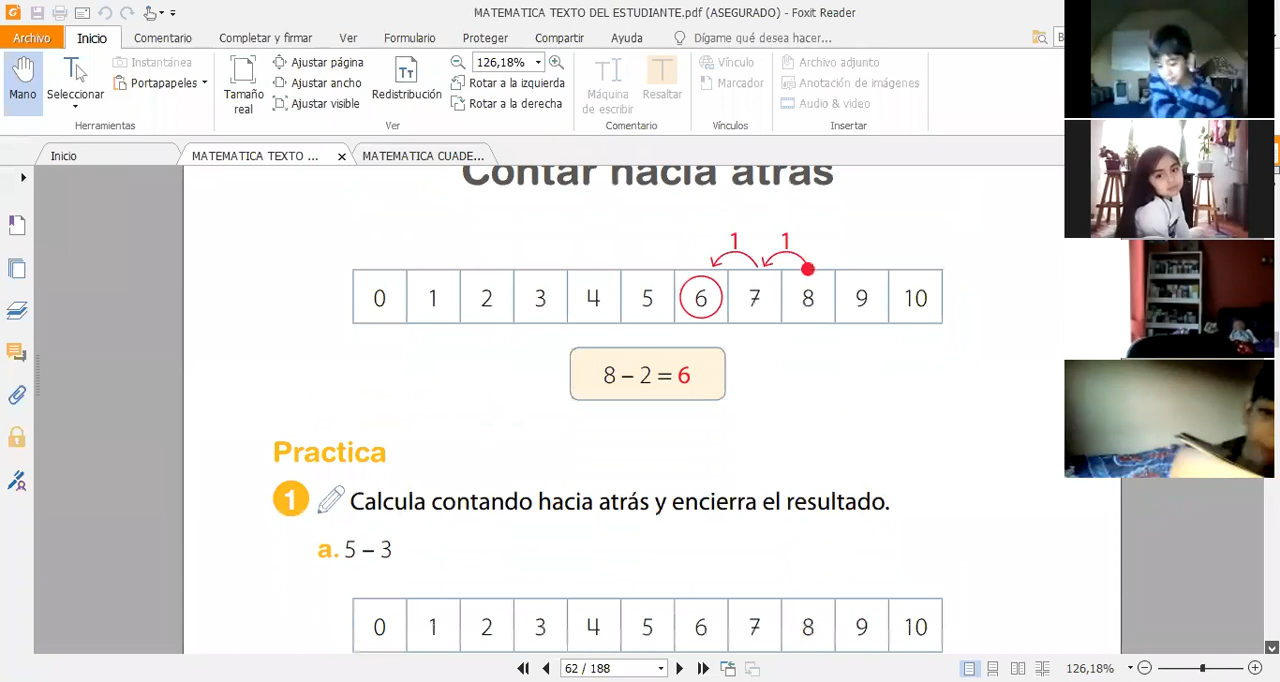 MATEMATICA TEXTO DEL ESTUDIANTE.pdf (ASEGURADO) - Foxit Reader
Archivo Inicio Comentario Completar y firmar Ver Formulario Proteger Compartir Ayuda Dígame qué desea hacer...
Mano
Seleccionar
Instantánea
Portapapeles
Herramientas
Tamaño real
Ajustar página
Ajustar ancho
Ajustar visible
Redistribución
126,18%
Rotar a la izquierda
Rotar a la derecha
Ver
Máquina de escribir
Resaltar
Comentario
Vínculo
Marcador
Vínculos
Archivo adjunto
Anotación de imágenes
Audio & video
Insertar
Inicio MATEMATICA TEXTO ... MATEMATICA CUADE...
Contar hacia atrás
1 1
0 1 2 3 4 5 6 7 8 9 10
8 – 2 = 6
Practica
1 Calcula contando hacia atrás y encierra el resultado.
a. 5 – 3
0 1 2 3 4 5 6 7 8 9 10
62 / 188
126,18%